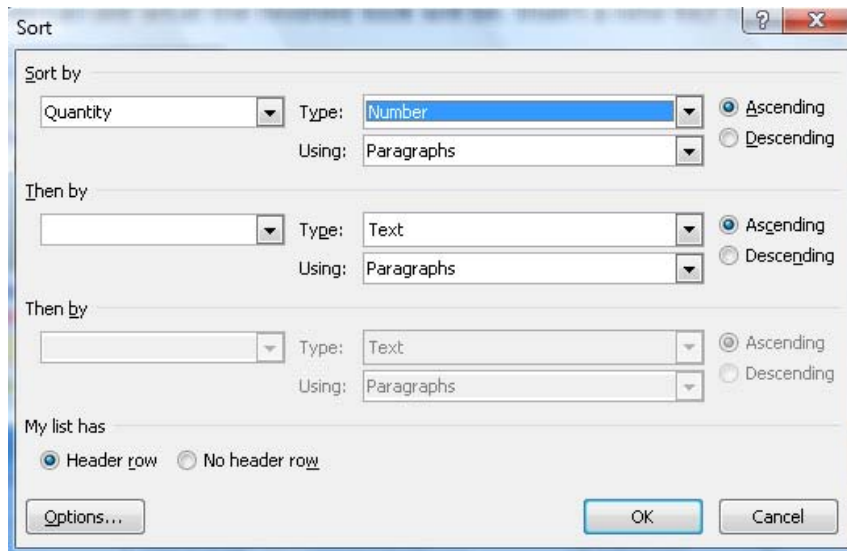 Sort
Sort by
Quantity Type: Number Ascending
Using: Paragraphs Descending
Then by
Type: Text Ascending
Using: Paragraphs Descending
Then by
Type: Text Ascending
Using: Paragraphs Descending
My list has
Header row No header row
Options... OK Cancel